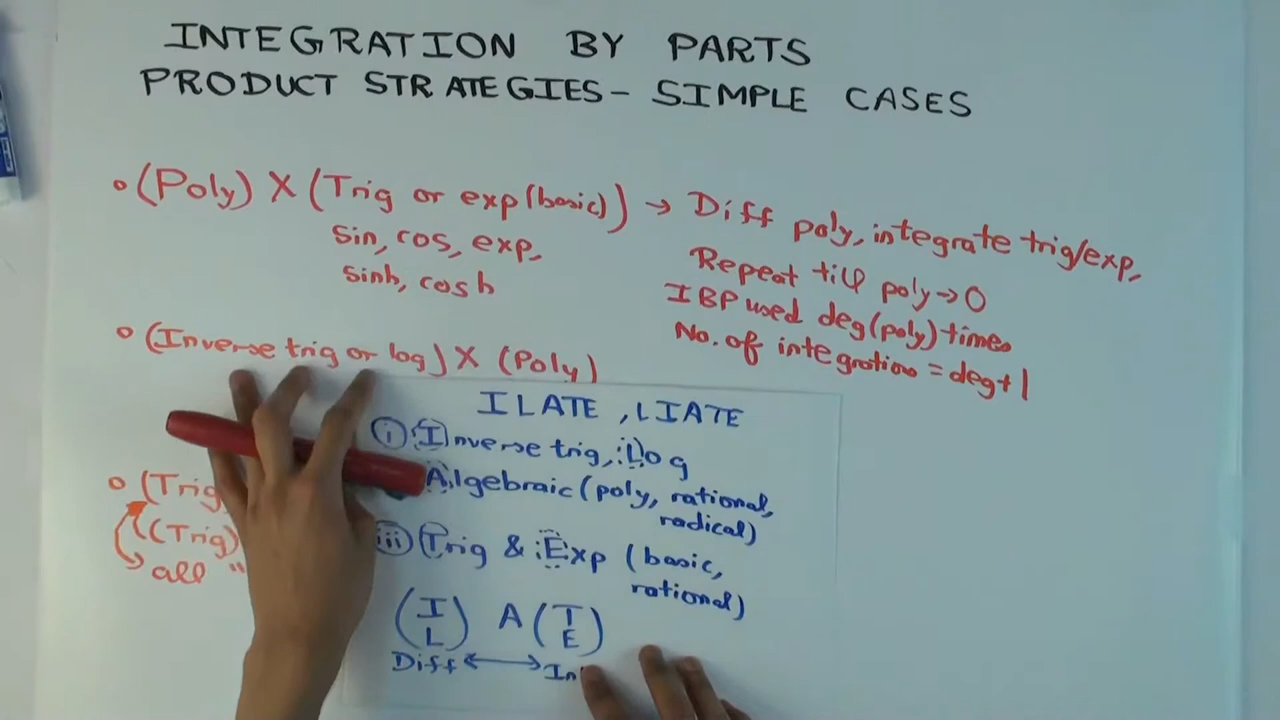 INTEGRATION BY PARTS
PRODUCT STRATEGIES- SIMPLE CASES
(Poly) X (Trig or exp(basic)) → Diff poly, integrate trig/exp,
sin, cos, exp,
sinh, cosh
Repeat till poly→0
IBP used deg(poly) times
No. of integrations = deg+1
(Inverse trig or log) X (Poly)
ILATE, LIATE
(i) Inverse trig, Log
Algebraic (poly, rational,
radical)
(iii) Trig & Exp (basic,
rational)
(Trig
((Trig)
all "
(I L) A (T E)
Diff ↔